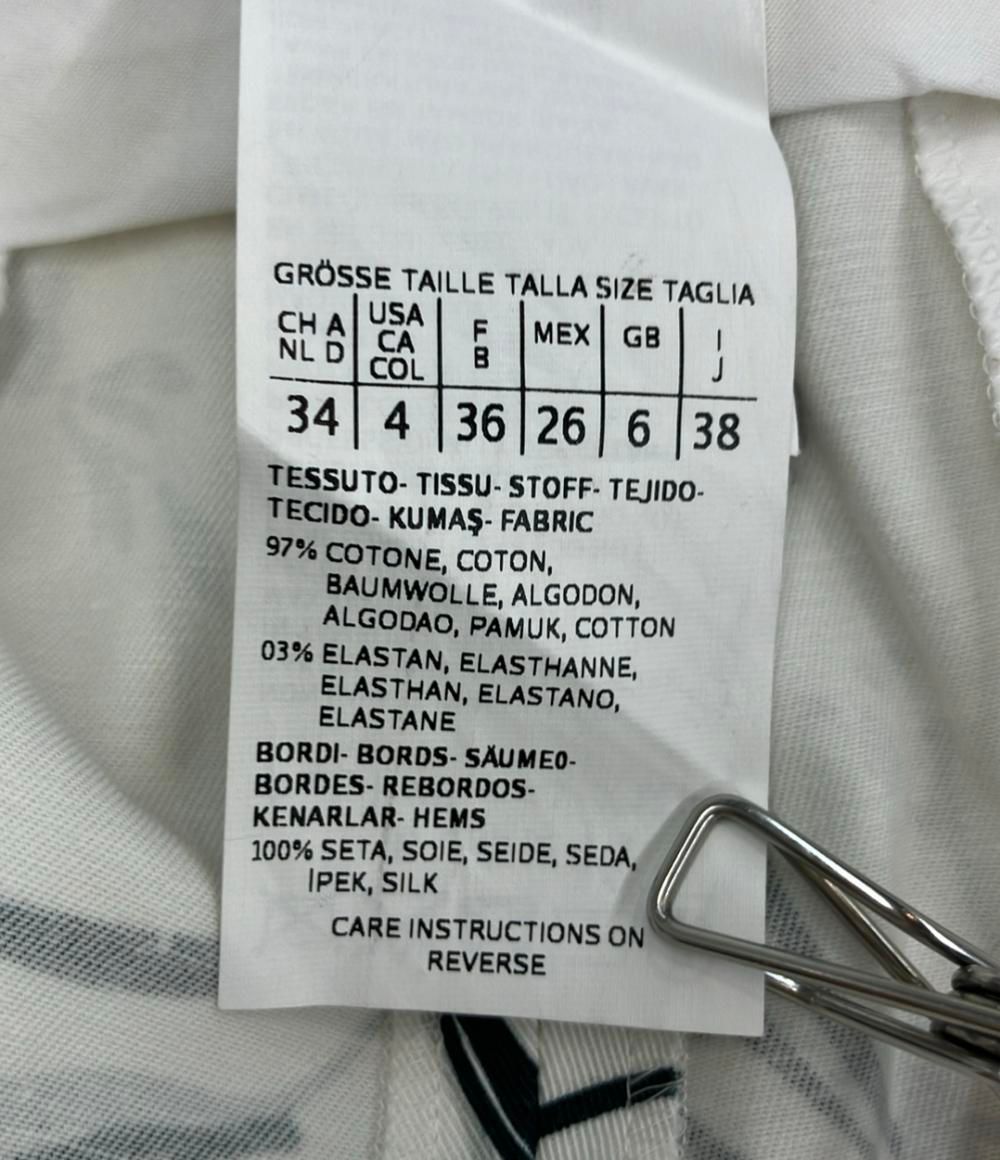 GRÖSSE TAILLE TALLA SIZE TAGLIA
CH A USA F MEX GB I
NL D CA B J
COL
34 4 36 26 6 38
TESSUTO- TISSU- STOFF- TEJIDO-
TECIDO- KUMAŞ- FABRIC
97% COTONE, COTON,
BAUMWOLLE, ALGODON,
ALGODAO, PAMUK, COTTON
03% ELASTAN, ELASTHANNE,
ELASTHAN, ELASTANO,
ELASTANE
BORDI- BORDS- SÄUME0-
BORDES- REBORDOS-
KENARLAR- HEMS
100% SETA, SOIE, SEIDE, SEDA,
İPEK, SILK
CARE INSTRUCTIONS ON
REVERSE